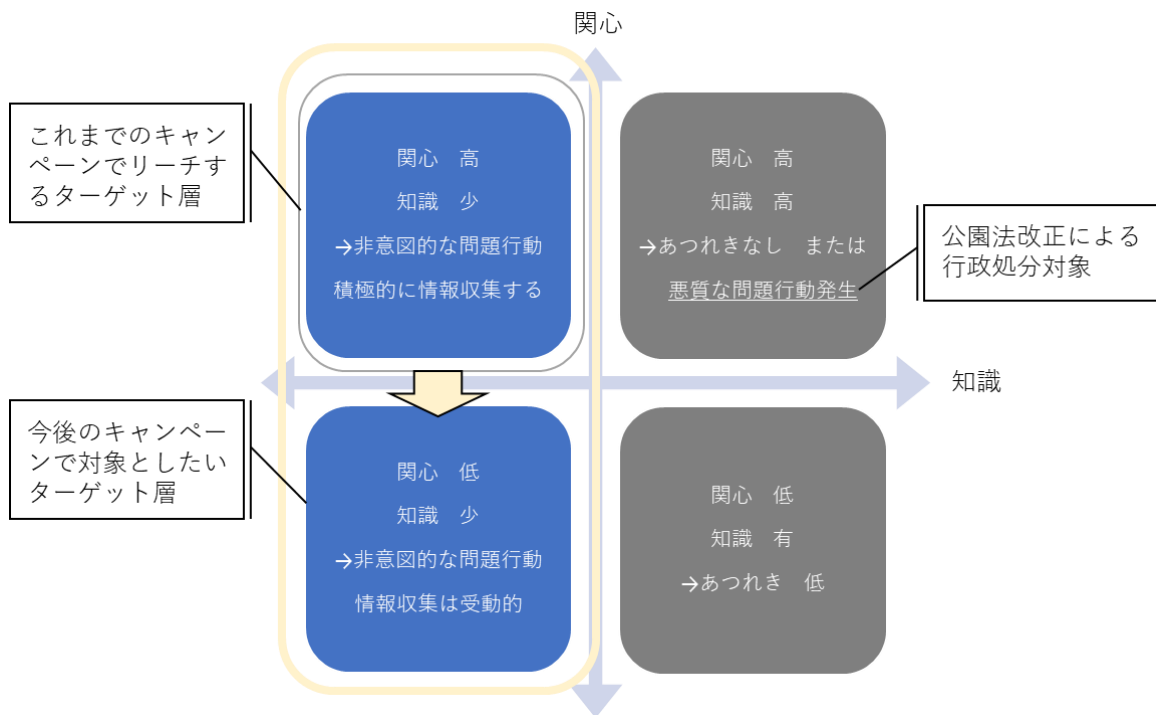 関心
これまでのキャン
ペーンでリーチす
るターゲット層
関心　高
知識　少
→非意図的な問題行動
積極的に情報収集する
関心　高
知識　高
→あつれきなし　または
悪質な問題行動発生
公園法改正による
行政処分対象
知識
今後のキャンペー
ンで対象としたい
ターゲット層
関心　低
知識　少
→非意図的な問題行動
情報収集は受動的
関心　低
知識　有
→あつれき　低